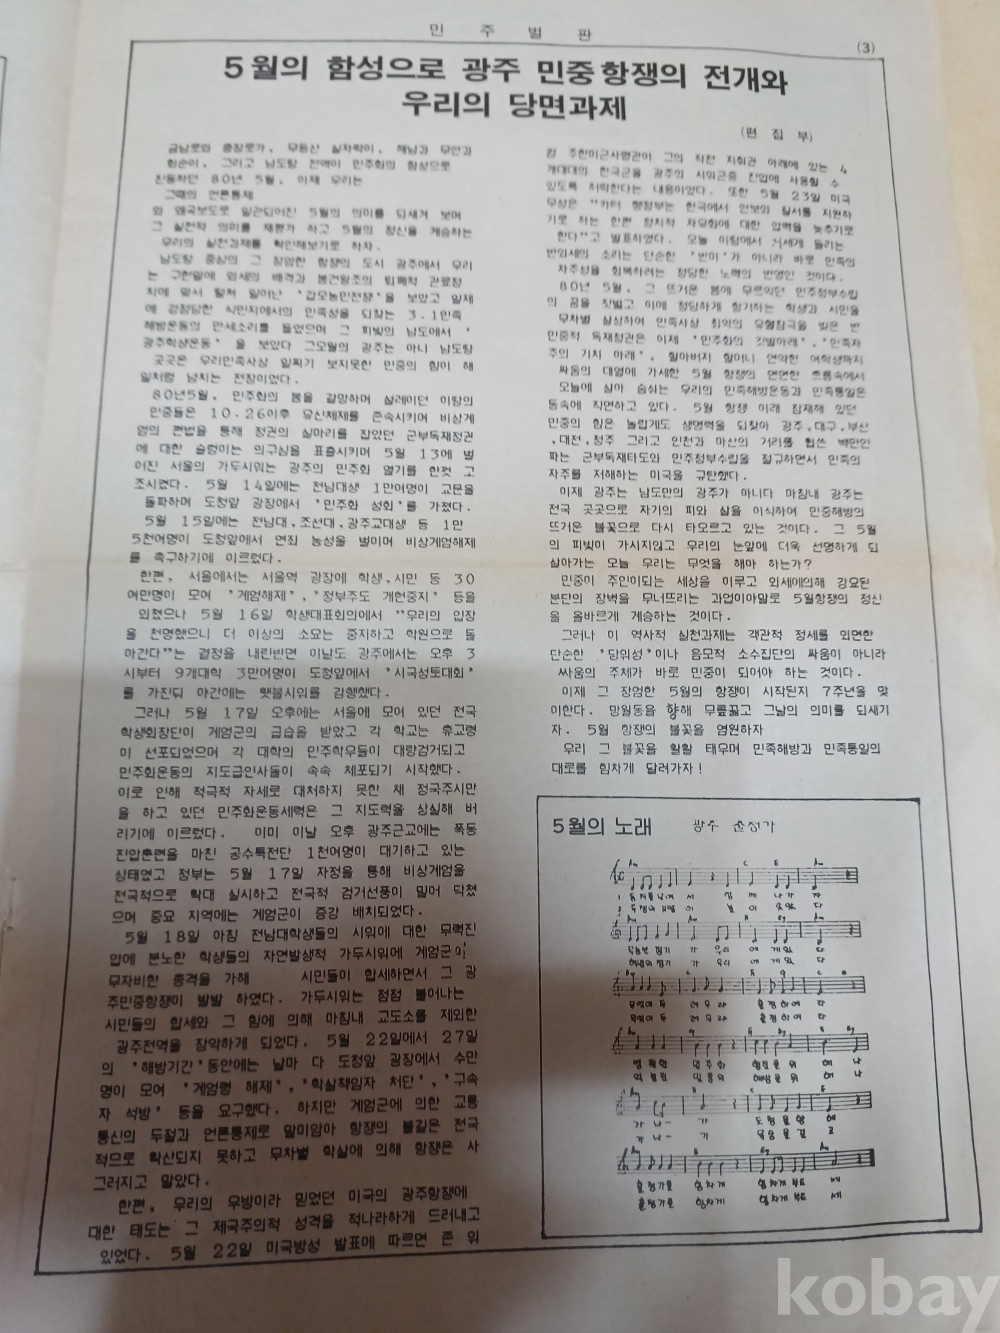 민 주 벌 판
(3)
5월의 함성으로 광주 민중항쟁의 전개와
우리의 당면과제
(편 집 부)
금남로와 충장로가, 무등산 실자락이, 해남과 무안과
화순이, 그리고 남도땅 전역이 민주화의 함성으로
진동하던 80년 5월, 이제 우리는
그때의 언론통제
와 왜곡보도로 일관되어진 5월의 의미를 되새겨 보며
그 실천적 의미를 재평가 하고 5월의 정신을 계승하는
우리의 실천과제를 확인해보기로 하자.
남도땅 중심의 그 장엄한 항쟁의 도시 광주에서 우리
는 구한말에 외세의 배격과 봉건왕조의 퇴폐적 관료정
치에 맞서 떨쳐 일어난 '갑오농민전쟁'을 보았고 일제
에 강점당한 식민지에서의 민족성을 되찾는 3.1민족
해방운동의 만세소리를 들었으며 그 피빛의 남도에서 '
광주학생운동' 을 보았다 그오월의 광주는 아니 남도땅
곳곳은 우리민족사상 일찌기 보지못한 민중의 힘이 해
일처럼 넘치는 전장이었다.
80년5월, 민주화의 봄을 갈망하며 설레이던 이땅의
민중들은 10.26이후 유신체제를 존속시키며 비상계
엄의 편법을 통해 정권의 실마리를 잡았던 군부독재정권
에 대한 술렁이는 의구심을 표출시키며 5월 13에 벌
어진 서울의 가두시위는 광주의 민주화 열기를 한껏 고
조시켰다. 5월 14일에는 전남대생 1만여명이 교문을
돌파하며 도청앞 광장에서 '민주화 성회'를 가졌다.
5월 15일에는 전남대,조선대,광주교대생 등 1만
5천여명이 도청앞에서 연좌 농성을 벌이며 비상계엄해제
를 촉구하기에 이르렀다.
한편, 서울에서는 서울역 광장에 학생,시민 등 30
여만명이 모여 '계엄해제','정부주도 개헌중지' 등을
외쳤으나 5월 16일 학생대표회의에서 "우리의 입장
을 천명했으니 더 이상의 소요는 중지하고 학원으로 돌
아간다"는 결정을 내린반면 이날도 광주에서는 오후 3
시부터 9개대학 3만여명이 도청앞에서 '시국성토대회'
를 가진뒤 야간에는 횃불시위를 감행했다.
그러나 5월 17일 오후에는 서울에 모여 있던 전국
학생회장단이 계엄군의 급습을 받았고 각 학교는 휴교령
이 선포되었으며 각 대학의 민주학우들이 대량검거되고
민주화운동의 지도급인사들이 속속 체포되기 시작했다.
이로 인해 적극적 자세로 대처하지 못한 채 정국주시만
을 하고 있던 민주화운동세력은 그 지도력을 상실해 버
리기에 이르렀다. 이미 이날 오후 광주근교에는 폭동
진압훈련을 마친 공수특전단 1천여명이 대기하고 있는
상태였고 정부는 5월 17일 자정을 통해 비상계엄을
전국적으로 확대 실시하고 전국적 검거선풍이 밀어 닥쳤
으며 중요 지역에는 계엄군이 증강 배치되었다.
5월 18일 아침 전남대학생들의 시위에 대한 무력진
압에 분노한 학생들의 자연발생적 가두시위에 계엄군이
무자비한 총격을 가해 시민들이 합세하면서 그 광
주민중항쟁이 발발 하였다. 가두시위는 점점 불어나는
시민들의 합세와 그 힘에 의해 마침내 교도소를 제외한
광주전역을 장악하게 되었다. 5월 22일에서 27일
의 '해방기간'동안에는 날마 다 도청앞 광장에서 수만
명이 모여 '계엄령 해제','학살책임자 처단','구속
자 석방' 등을 요구했다. 하지만 계엄군에 의한 교통
통신의 두절과 언론통제로 말미암아 항쟁의 불길은 전국
적으로 확산되지 못하고 무차별 학살에 의해 항쟁은 사
그러지고 말았다.
한편, 우리의 우방이라 믿었던 미국의 광주항쟁에
대한 태도는 그 제국주의적 성격을 적나라하게 드러내고
있었다. 5월 22일 미국방성 발표에 따르면 존 위
컴 주한미군사령관이 그의 작전 지휘권 아래에 있는 4
개대대의 한국군을 광주의 시위군중 진압에 사용할 수
있도록 허락한다는 내용이었다. 또한 5월 23일 미국
무성은 "카터 행정부는 한국에서 안보와 질서를 지원하
기로 하는 한편 정치적 자유화에 대한 압력을 늦추기로
한다"고 발표하였다. 오늘 이땅에서 거세게 들리는
반외세의 소리는 단순한 '반미'가 아니라 바로 민족의
자주성을 회복하려는 정당한 노력의 반영인 것이다.
80년 5월, 그 뜨거운 봄에 무르익던 민주정부수립
의 꿈을 짓밟고 이에 정당하게 항거하는 학생과 시민을
무차별 살상하여 민족사상 최악의 유혈참극을 빚은 반
민중적 독재정권은 이제 '민주화의 깃발아래','민족자
주의 기치 아래', 할아버지 할머니 연약한 여학생까지
싸움의 대열에 가세한 5월 항쟁의 면면한 흐름속에서
오늘에 살아 숨쉬는 우리의 민족해방운동과 민족통일운
동속에 직면하고 있다. 5월 항쟁 이래 잠재해 있던
민중의 힘은 놀랍게도 생명력을 되찾아 광주,대구,부산
,대전,청주 그리고 인천과 마산의 거리를 휩쓴 백만인
파는 군부독재타도와 민주정부수립을 절규하면서 민족의
자주를 저해하는 미국을 규탄했다.
이제 광주는 남도만의 광주가 아니다 마침내 광주는
전국 곳곳으로 자기의 피와 살을 이식하여 민중해방의
뜨거운 불꽃으로 다시 타오르고 있는 것이다. 그 5월
의 피빛이 가시지않고 우리의 눈앞에 더욱 선명하게 되
살아가는 오늘 우리는 무엇을 해야 하는가?
민중이 주인이되는 세상을 이루고 외세에의해 강요된
분단의 장벽을 무너뜨리는 과업이야말로 5월항쟁의 정신
을 올바르게 계승하는 것이다.
그러나 이 역사적 실천과제는 객관적 정세를 외면한
단순한 '당위성'이나 음모적 소수집단의 싸움이 아니라
싸움의 주체가 바로 민중이 되어야 하는 것이다.
이제 그 장엄한 5월의 항쟁이 시작된지 7주년을 맞
이한다. 망월동을 향해 무릎꿇고 그날의 의미를 되새기
자. 5월 항쟁의 불꽃을 염원하자
우리 그 불꽃을 훨훨 태우며 민족해방과 민족통일의
대로를 힘차게 달려가자!
5월의 노래 광주 출정가
kobay